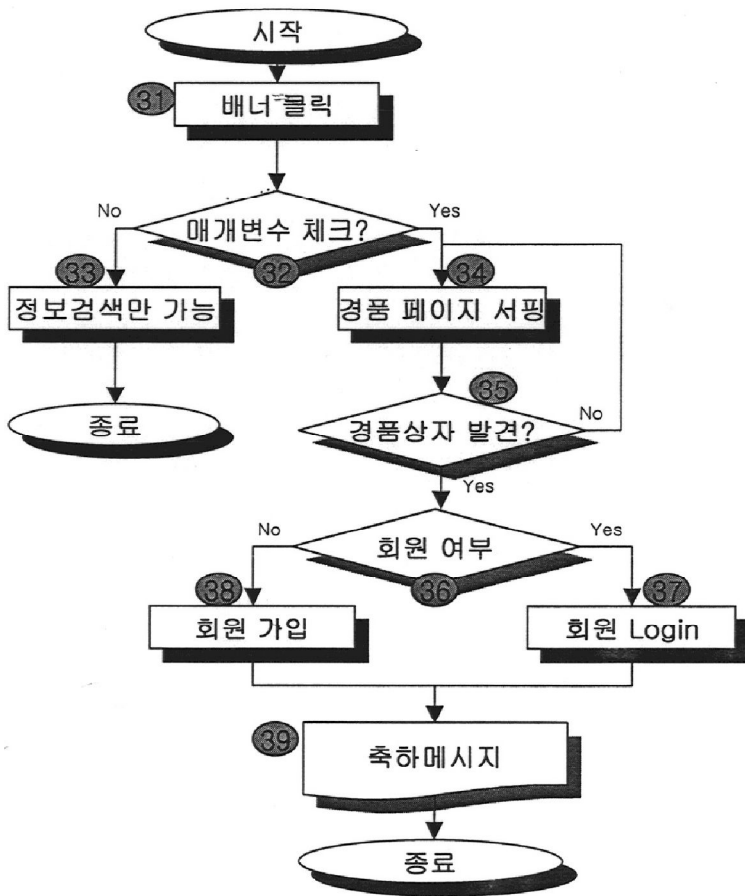 시작
31
배너 클릭
No
Yes
매개변수 체크?
32
33
34
정보검색만 가능
경품 페이지 서핑
35
종료
경품상자 발견?
No
Yes
No
Yes
회원 여부
36
38
37
회원 가입
회원 Login
39
축하메시지
종료